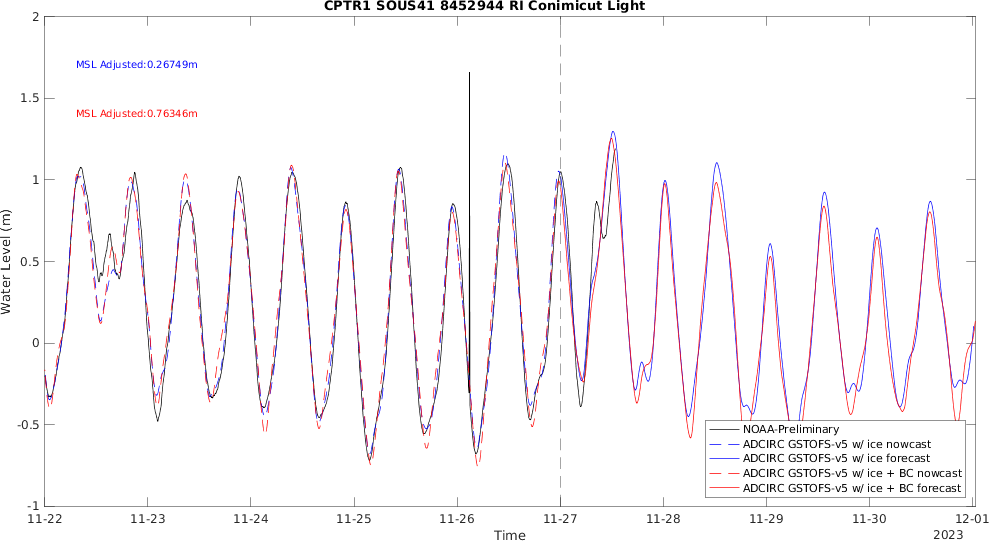 CPTR1 SOUS41 8452944 RI Conimicut Light
2
1.5
1
0.5
0
-0.5
-1
Water Level (m)
MSL Adjusted:0.26749m
MSL Adjusted:0.76346m
NOAA-Preliminary
ADCIRC GSTOFS-v5 w/ ice nowcast
ADCIRC GSTOFS-v5 w/ ice forecast
ADCIRC GSTOFS-v5 w/ ice + BC nowcast
ADCIRC GSTOFS-v5 w/ ice + BC forecast
11-22 11-23 11-24 11-25 11-26 11-27 11-28 11-29 11-30 12-01
Time
2023